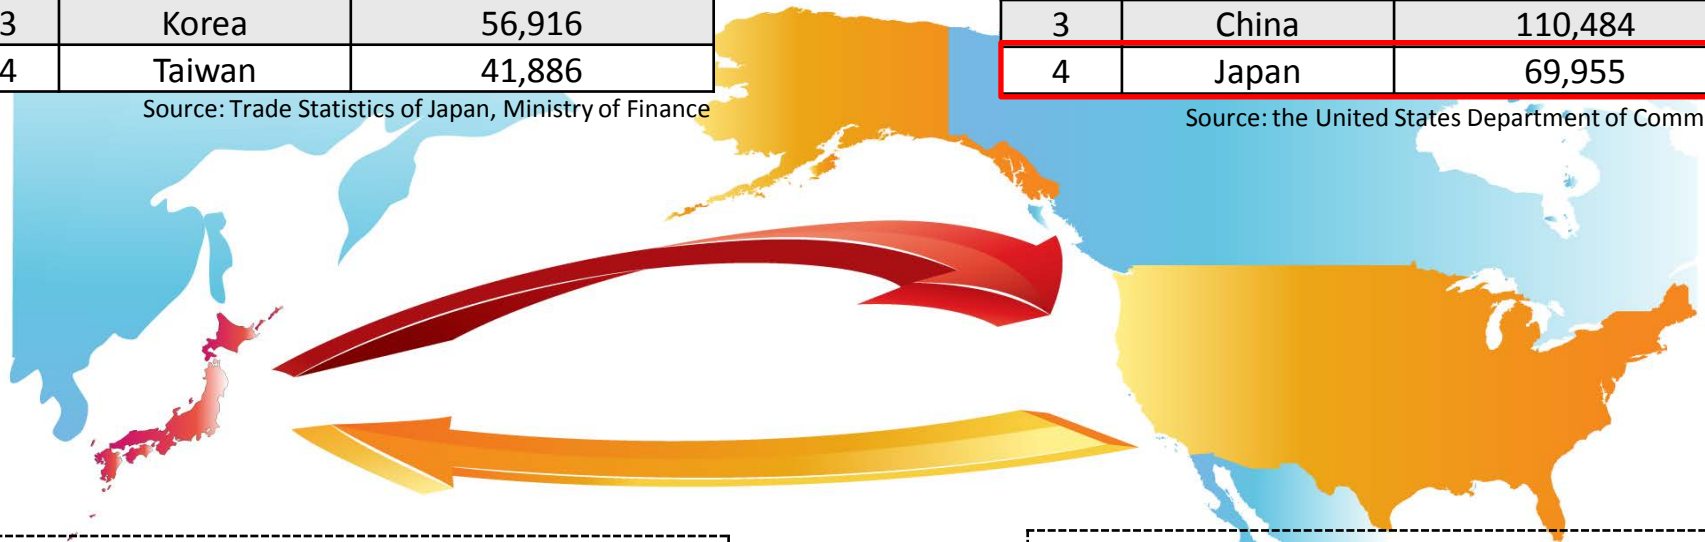 3 Korea 56,916
4 Taiwan 41,886
Source: Trade Statistics of Japan, Ministry of Finance
3 China 110,484
4 Japan 69,955
Source: the United States Department of Comm